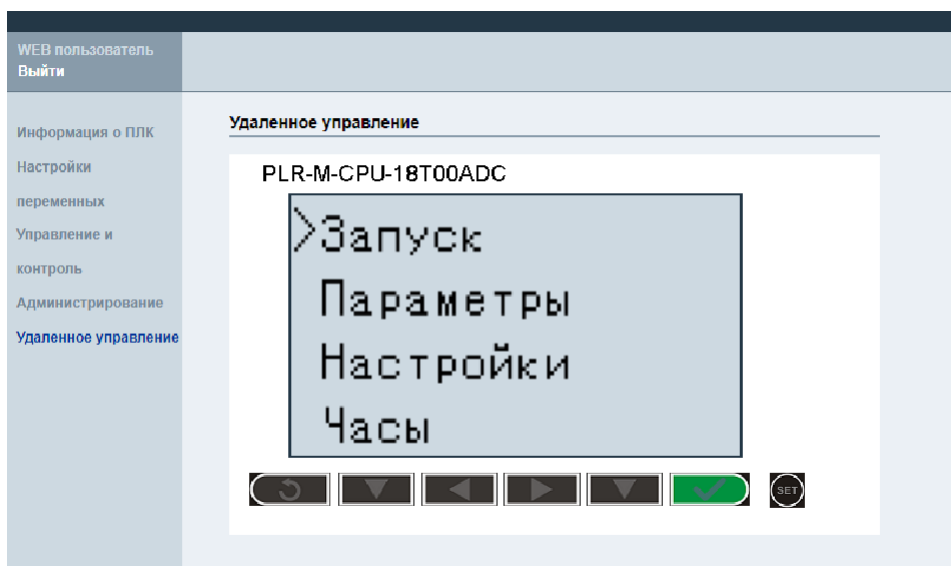 WEB пользователь
Выйти
Информация о ПЛК
Настройки
переменных
Управление и
контроль
Администрирование
Удаленное управление
Удаленное управление
PLR-M-CPU-18T00ADC
>Запуск
Параметры
Настройки
Часы
SET